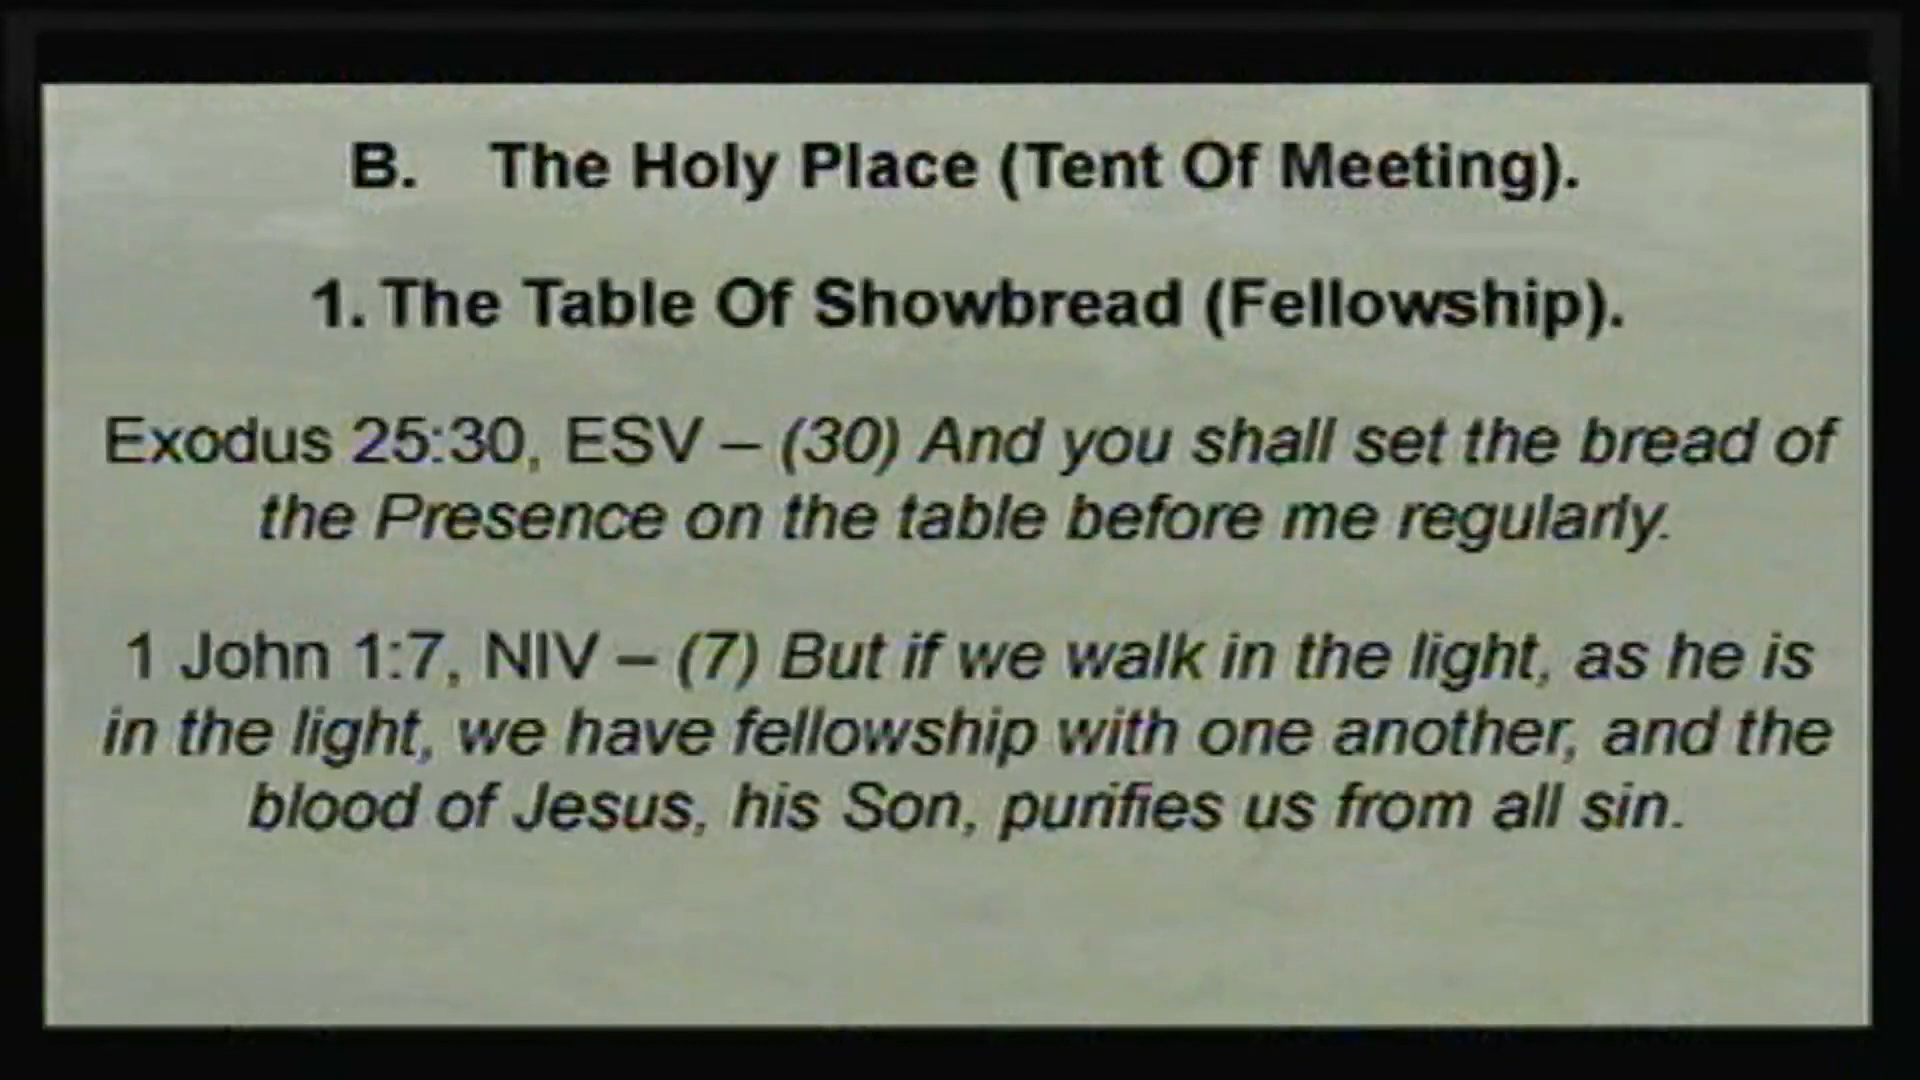 B. The Holy Place (Tent Of Meeting).
1. The Table Of Showbread (Fellowship).
Exodus 25:30, ESV – (30) And you shall set the bread of
the Presence on the table before me regularly.
1 John 1:7, NIV – (7) But if we walk in the light, as he is
in the light, we have fellowship with one another, and the
blood of Jesus, his Son, purifies us from all sin.